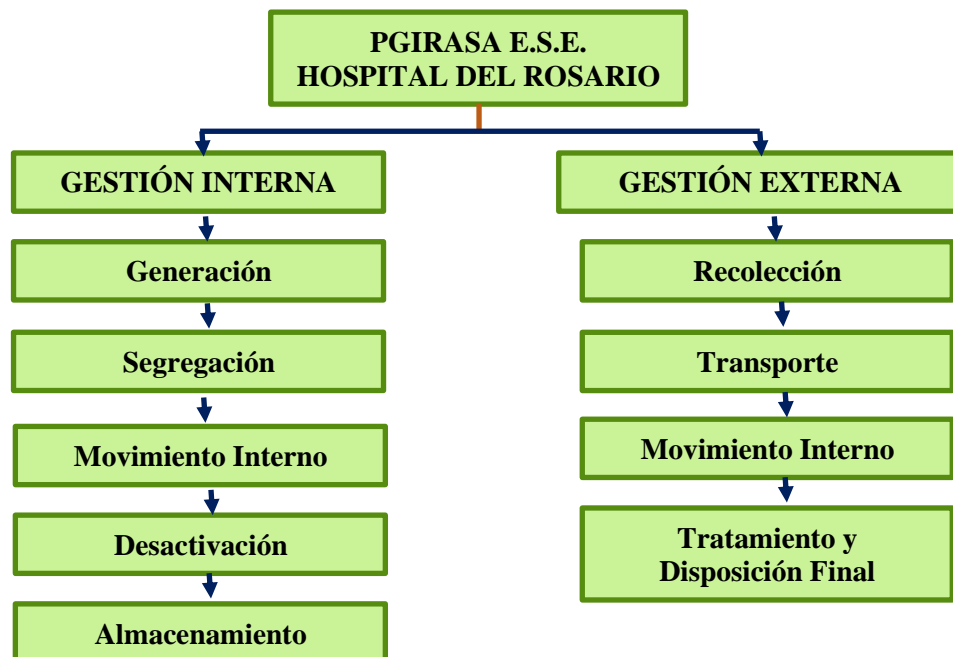 PGIRASA E.S.E.
HOSPITAL DEL ROSARIO
GESTIÓN INTERNA
Generación
Segregación
Movimiento Interno
Desactivación
Almacenamiento
GESTIÓN EXTERNA
Recolección
Transporte
Movimiento Interno
Tratamiento y
Disposición Final